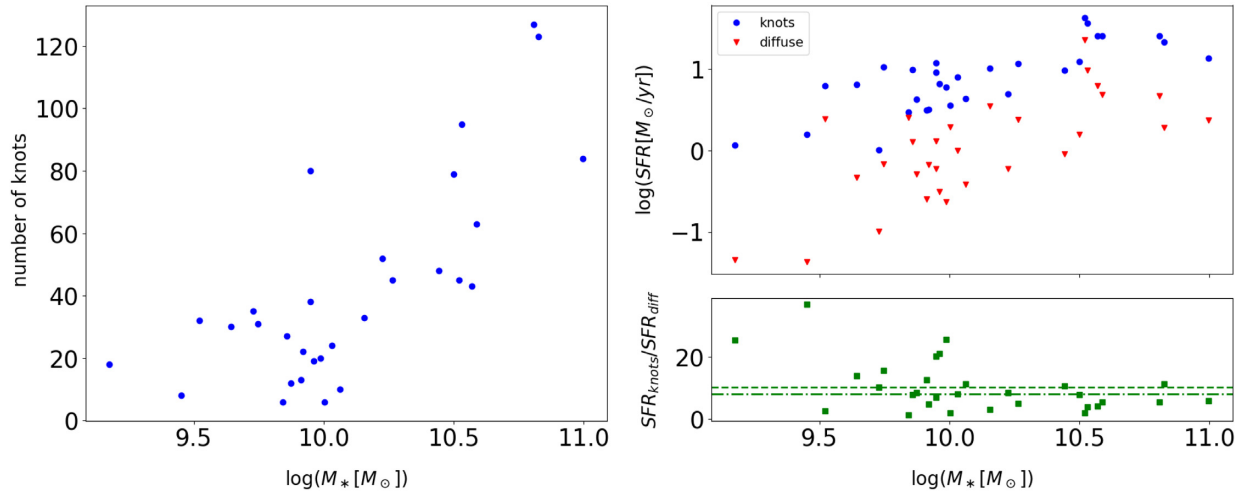 120
100
80
60
40
20
0
number of knots
9.5 10.0 10.5 11.0
log(M∗[M⊙])
knots
diffuse
1
0
−1
log(SFR[M⊙/yr])
20
0
SFRknots/SFRdiff
9.5 10.0 10.5 11.0
log(M∗[M⊙])